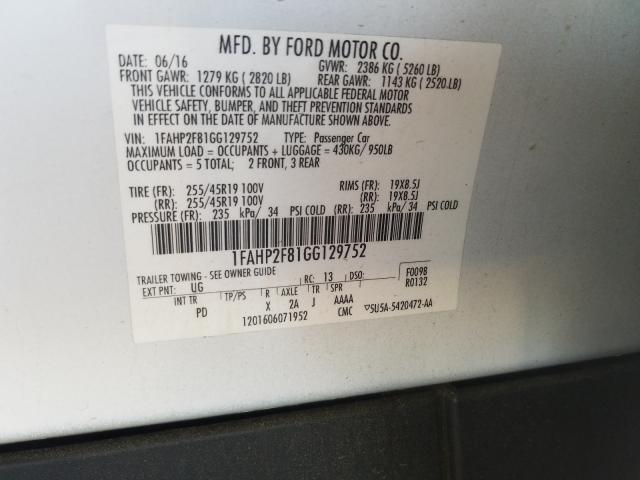 MFD. BY FORD MOTOR CO.
DATE: 06/16 GVWR: 2386 KG ( 5260 LB)
FRONT GAWR: 1279 KG ( 2820 LB) REAR GAWR: 1143 KG ( 2520.LB)
THIS VEHICLE CONFORMS TO ALL APPLICABLE FEDERAL MOTOR
VEHICLE SAFETY, BUMPER, AND THEFT PREVENTION STANDARDS
IN EFFECT ON THE DATE OF MANUFACTURE SHOWN ABOVE.
VIN: 1FAHP2F81GG129752 TYPE: Passenger Car
MAXIMUM LOAD = OCCUPANTS + LUGGAGE = 430KG/ 950LB
OCCUPANTS = 5 TOTAL; 2 FRONT, 3 REAR
TIRE (FR): 255/45R19 100V RIMS (FR): 19X8.5J
(RR): 255/45R19 100V (RR): 19X8.5J
PRESSURE (FR): 235 kPa/ 34 PSI COLD (RR): 235 kPa/ 34 PSI COLD
1FAHP2F81GG129752
TRAILER TOWING - SEE OWNER GUIDE F0098
EXT PNT: UG RC: 13 DSO: R0132
INT TR TP/PS R AXLE TR SPR
PD X 2A J AAAA
1201606071952 CMC ▽5U5A-5420472-AA